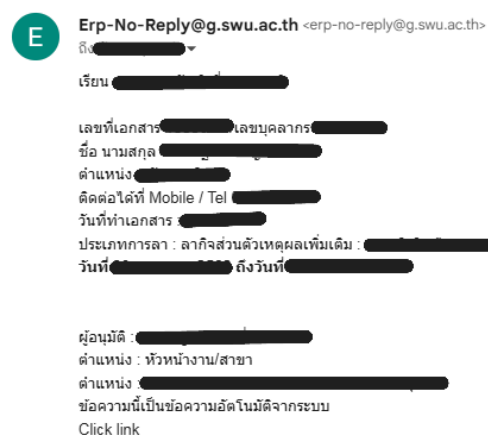 E
Erp-No-Reply@g.swu.ac.th <erp-no-reply@g.swu.ac.th>
ถึง
เรียน
เลขที่เอกสาร เลขบุคลากร
ชื่อ นามสกุล
ตำแหน่ง
ติดต่อได้ที่ Mobile / Tel
วันที่ทำเอกสาร :
ประเภทการลา : ลากิจส่วนตัวเหตุผลเพิ่มเติม :
วันที่ ถึงวันที่
ผู้อนุมัติ :
ตำแหน่ง : หัวหน้างาน/สาขา
ตำแหน่ง :
ข้อความนี้เป็นข้อความอัตโนมัติจากระบบ
Click link